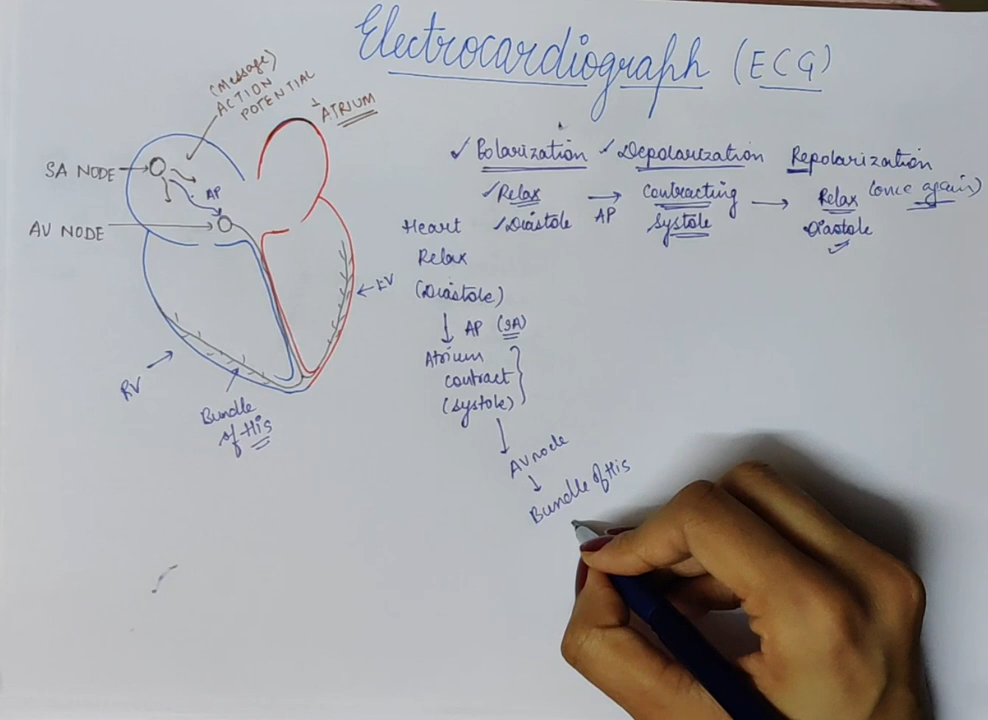 Electrocardiograph (ECG)
(Message)
ACTION
POTENTIAL
ATRIUM
SA NODE
AP
AV NODE
RV
Bundle
of His
Polarization
Relax
Diastole
AP
Depolarization
Contracting
Systole
Repolarization
Relax (once again)
Diastole
Heart
Relax
(Diastole)
AP (SA)
Atrium
contract
(systole)
AV node
Bundle of His